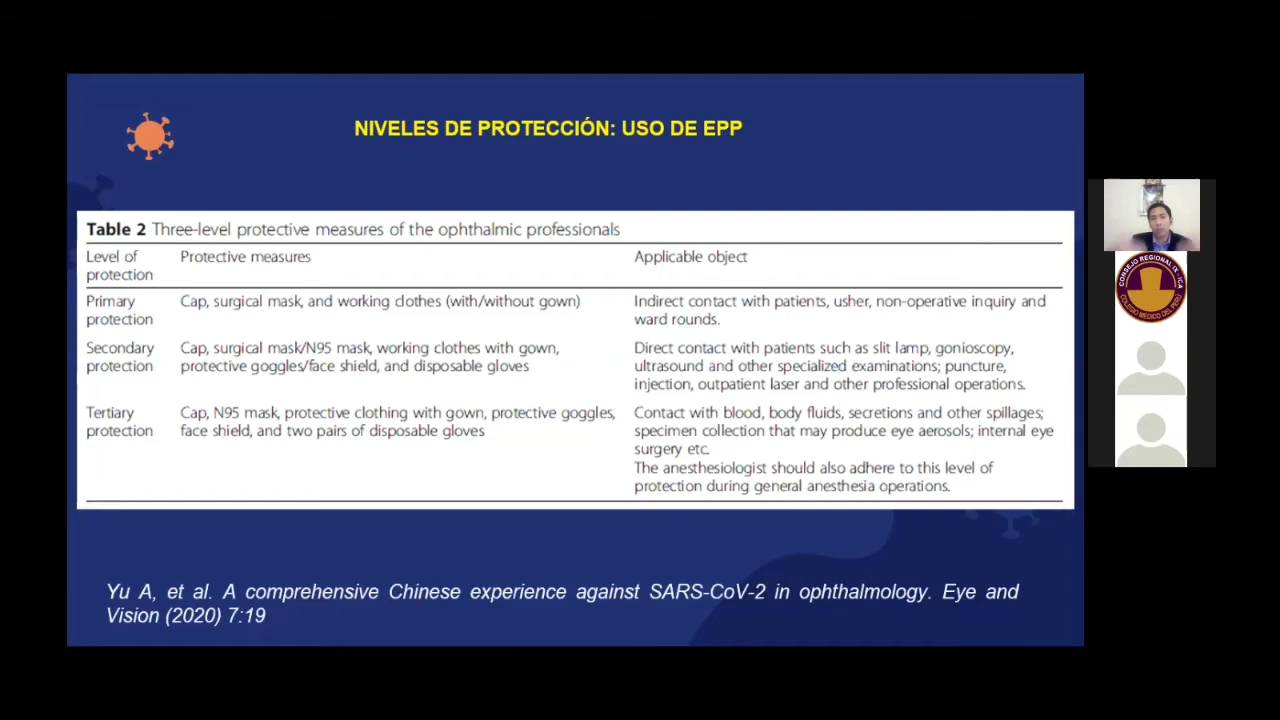 NIVELES DE PROTECCIÓN: USO DE EPP
Table 2 Three-level protective measures of the ophthalmic professionals
Level of protection
Protective measures
Applicable object
Primary protection
Cap, surgical mask, and working clothes (with/without gown)
Indirect contact with patients, usher, non-operative inquiry and
ward rounds.
Secondary protection
Cap, surgical mask/N95 mask, working clothes with gown,
protective goggles/face shield, and disposable gloves
Direct contact with patients such as slit lamp, gonioscopy,
ultrasound and other specialized examinations; puncture,
injection, outpatient laser and other professional operations.
Tertiary protection
Cap, N95 mask, protective clothing with gown, protective goggles,
face shield, and two pairs of disposable gloves
Contact with blood, body fluids, secretions and other spillages;
specimen collection that may produce eye aerosols; internal eye
surgery etc.
The anesthesiologist should also adhere to this level of
protection during general anesthesia operations.
Yu A, et al. A comprehensive Chinese experience against SARS-CoV-2 in ophthalmology. Eye and
Vision (2020) 7:19
CONSEJO REGIONAL IX - ICA
COLEGIO MÉDICO DEL PERÚ